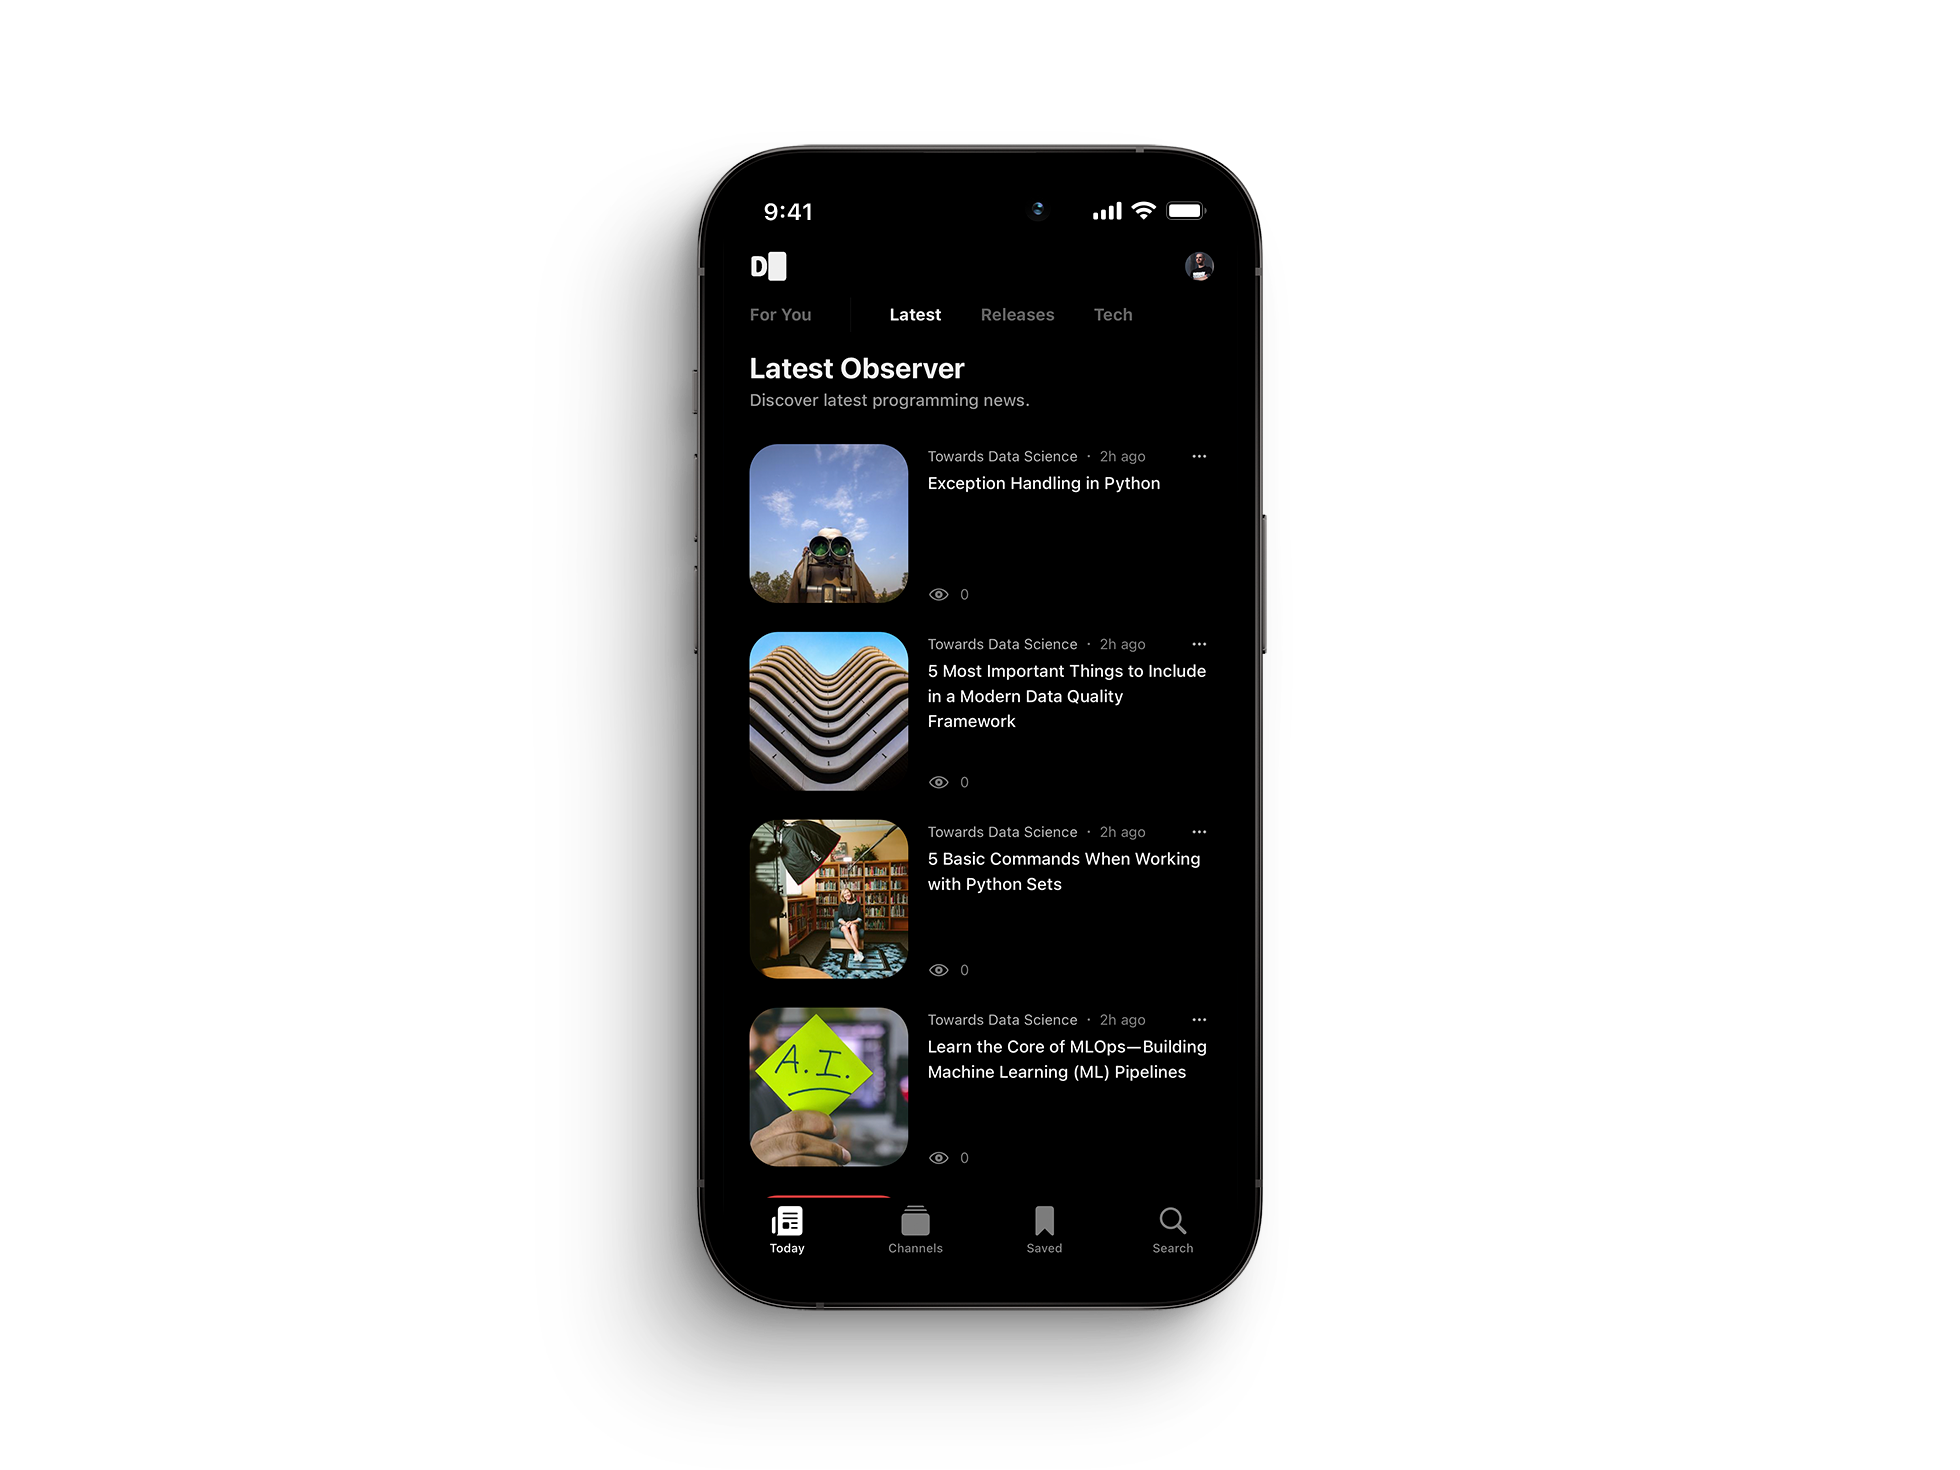 9:41
D
For You
Latest
Releases
Tech
Latest Observer
Discover latest programming news.
Towards Data Science · 2h ago
Exception Handling in Python
0
Towards Data Science · 2h ago
5 Most Important Things to Include
in a Modern Data Quality
Framework
0
Towards Data Science · 2h ago
5 Basic Commands When Working
with Python Sets
0
Towards Data Science · 2h ago
Learn the Core of MLOps—Building
Machine Learning (ML) Pipelines
A.I.
0
Today
Channels
Saved
Search